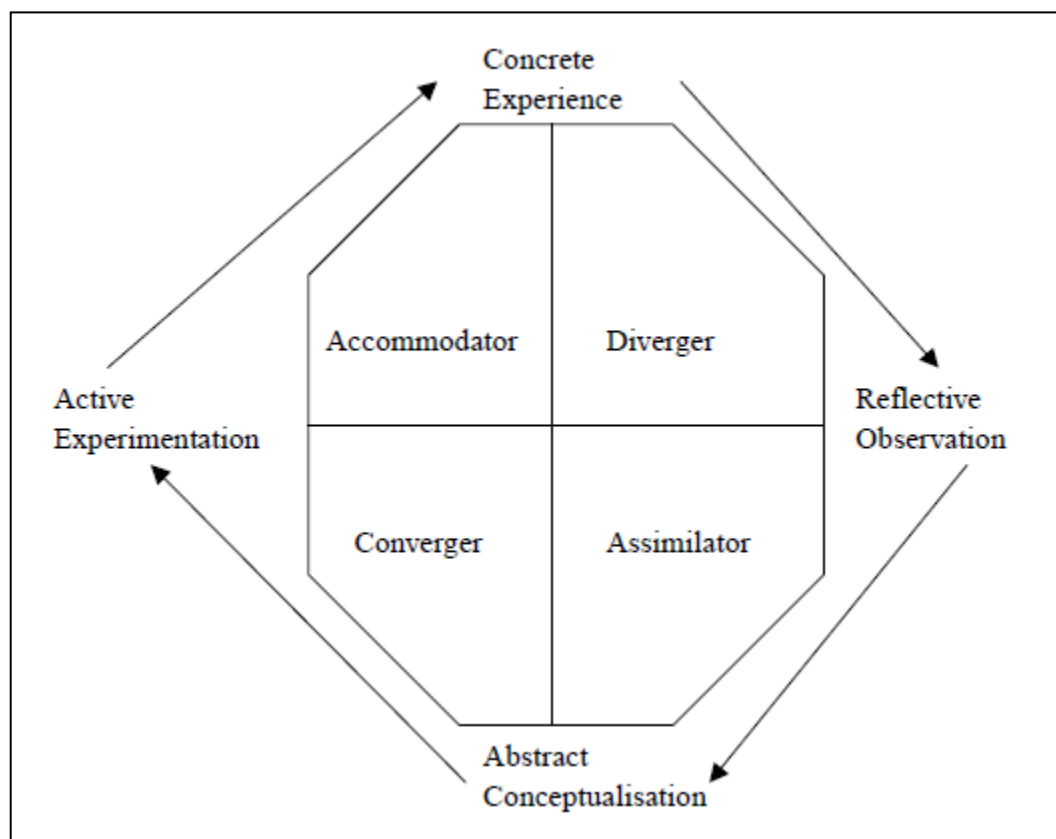 Concrete
Experience
Accommodator
Diverger
Active
Experimentation
Reflective
Observation
Converger
Assimilator
Abstract
Conceptualisation